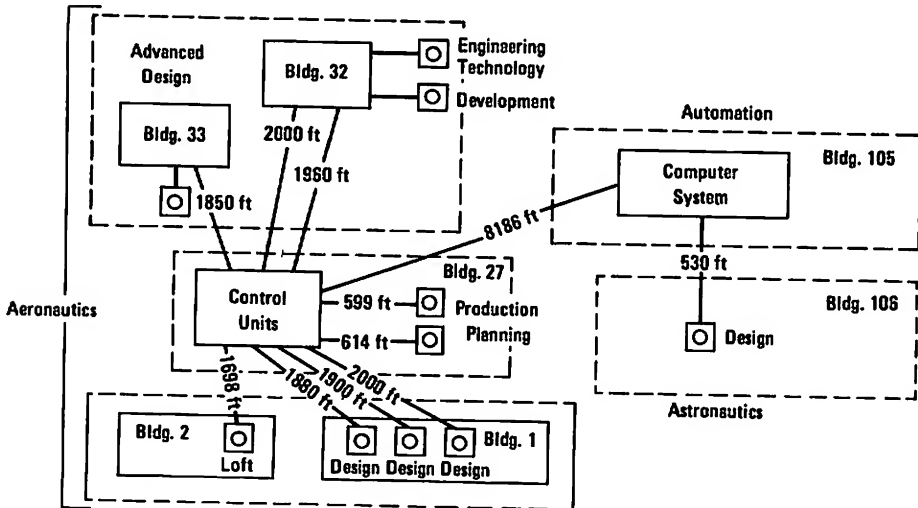 Advanced
Design
Bldg. 32
Engineering
Technology
Development
Bldg. 33
2000 ft
1960 ft
1850 ft
Automation
Bldg. 105
Computer
System
8186 ft
530 ft
Bldg. 27
Control
Units
599 ft
Production
614 ft
Planning
Aeronautics
Bldg. 106
Design
Astronautics
1698 ft
1880 ft
1900 ft
2000 ft
Bldg. 2
Loft
Bldg. 1
Design Design Design